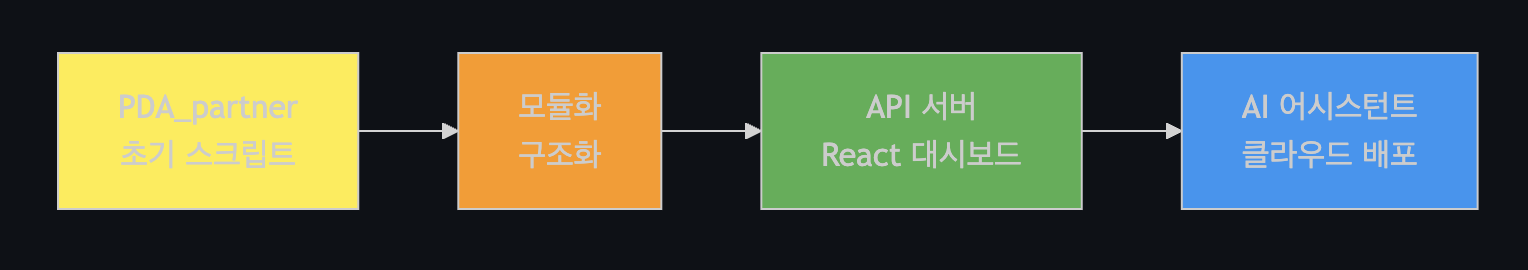 PDA_partner
초기 스크립트
모듈화
구조화
API 서버
React 대시보드
AI 어시스턴트
클라우드 배포